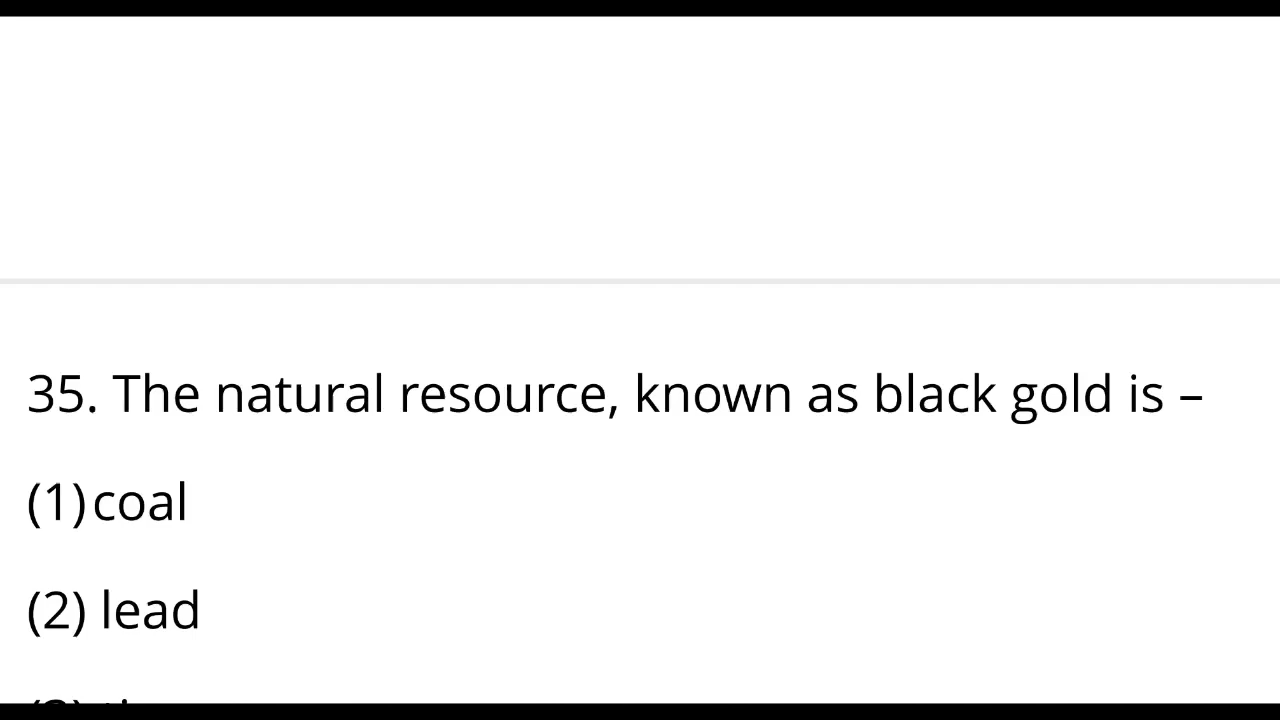 35. The natural resource, known as black gold is –
(1) coal
(2) lead